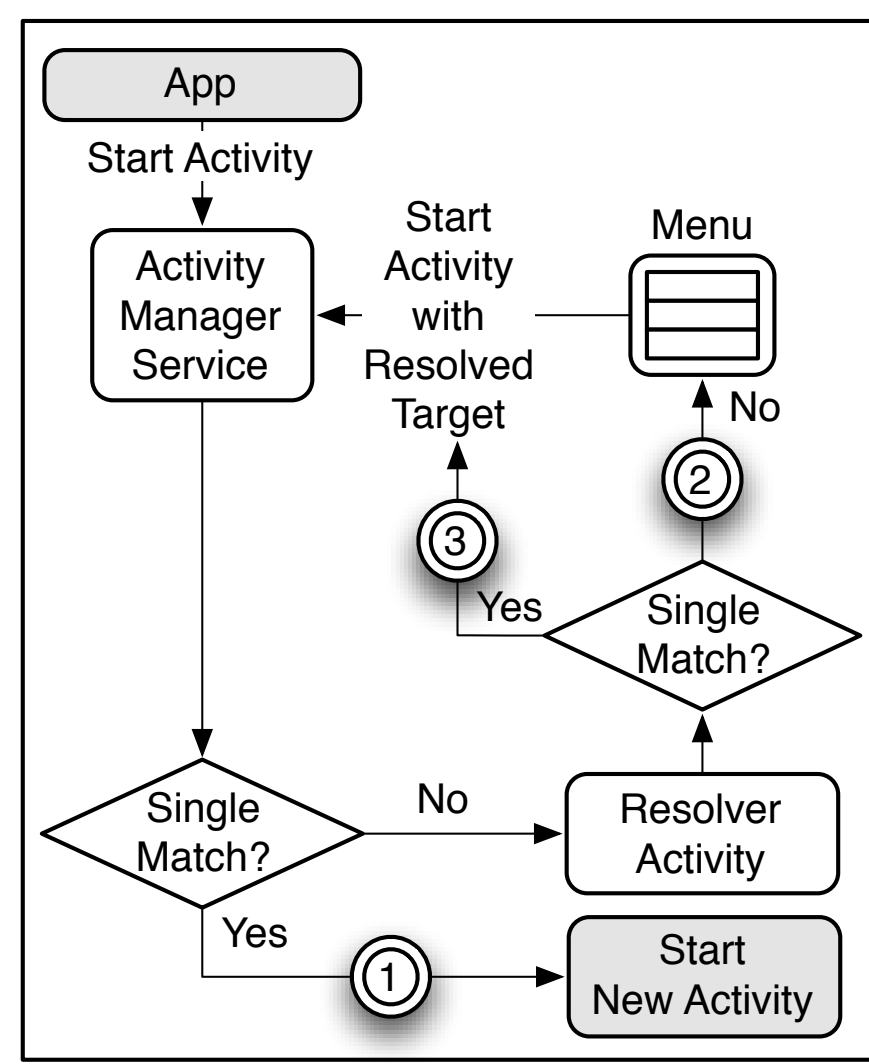 App
Start Activity
Activity
Manager
Service
Start
Activity
with
Resolved
Target
Menu
No
2
3
Yes
Single
Match?
Single
Match?
No
Resolver
Activity
Yes
1
Start
New Activity